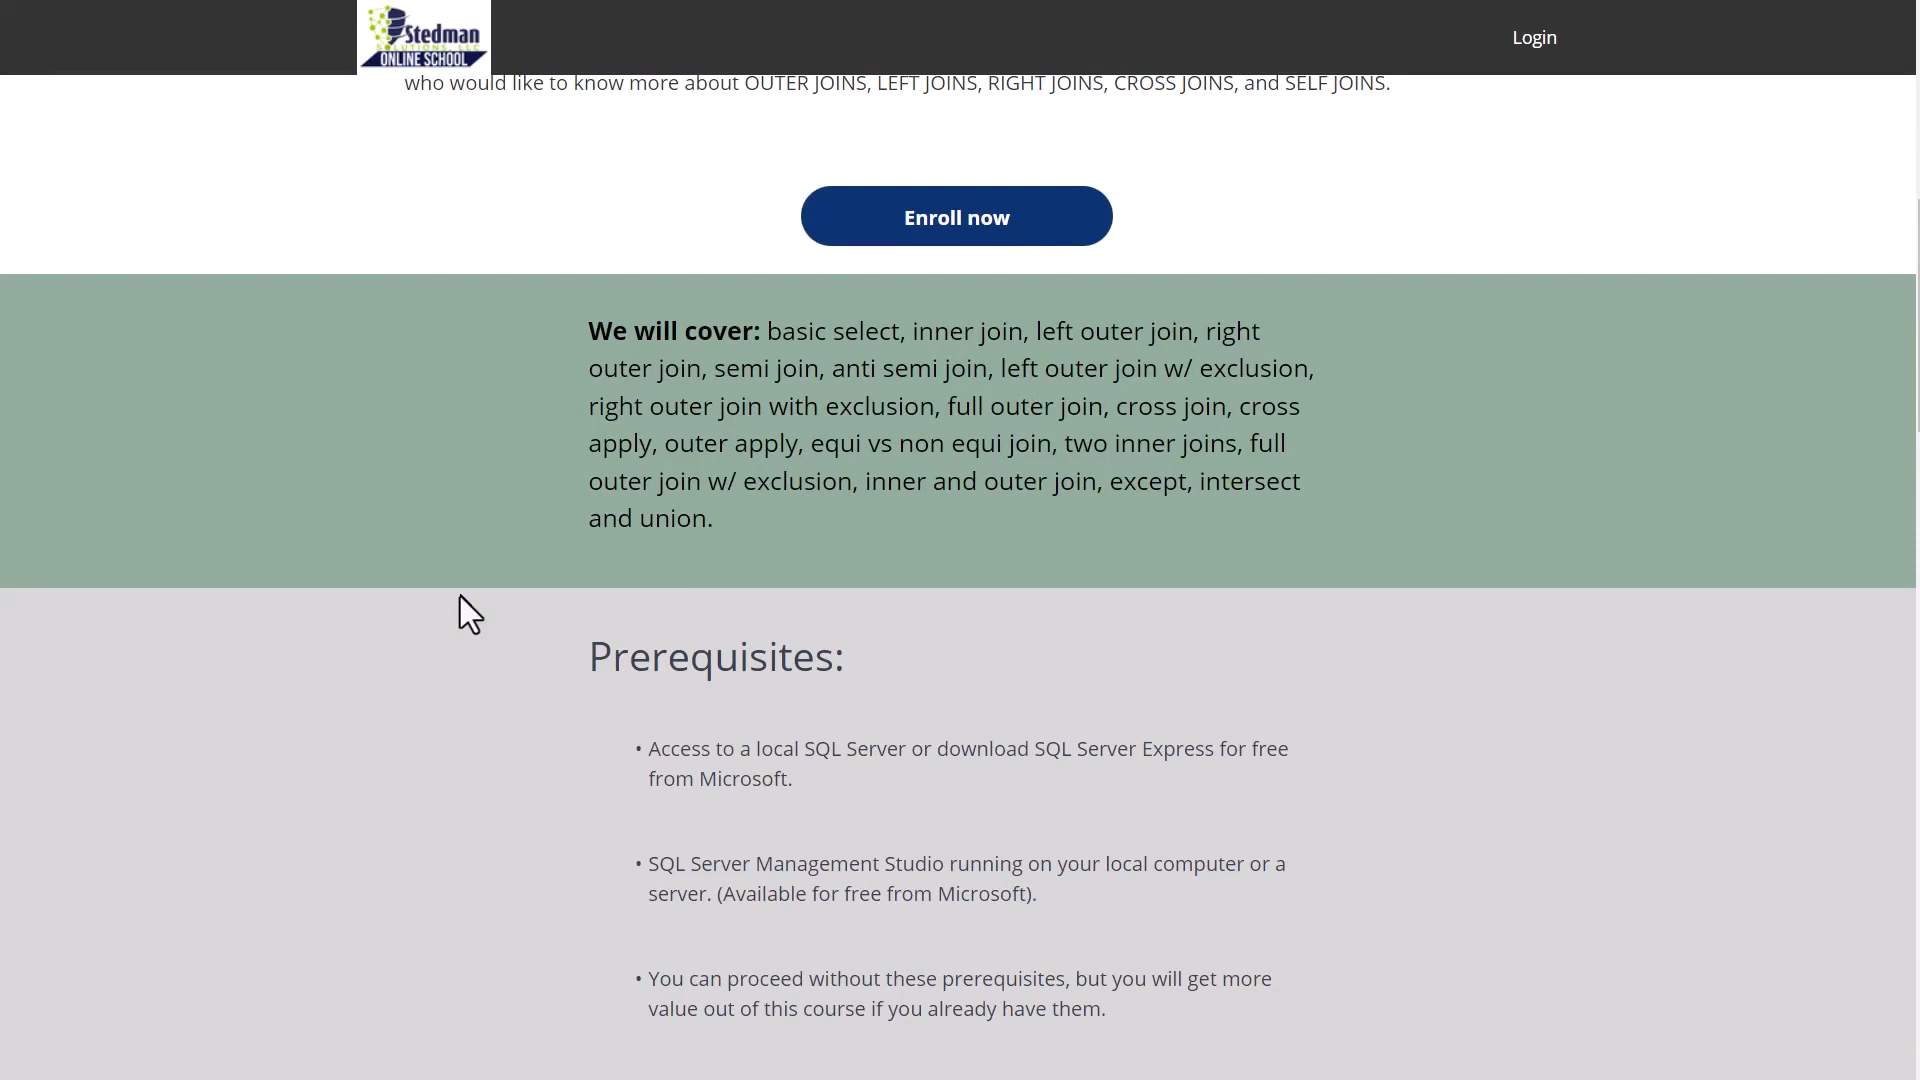 Stedman
SOLUTIONS, LLC
ONLINE SCHOOL
Login
who would like to know more about OUTER JOINS, LEFT JOINS, RIGHT JOINS, CROSS JOINS, and SELF JOINS.
Enroll now
We will cover: basic select, inner join, left outer join, right
outer join, semi join, anti semi join, left outer join w/ exclusion,
right outer join with exclusion, full outer join, cross join, cross
apply, outer apply, equi vs non equi join, two inner joins, full
outer join w/ exclusion, inner and outer join, except, intersect
and union.
Prerequisites:
• Access to a local SQL Server or download SQL Server Express for free
from Microsoft.
• SQL Server Management Studio running on your local computer or a
server. (Available for free from Microsoft).
• You can proceed without these prerequisites, but you will get more
value out of this course if you already have them.